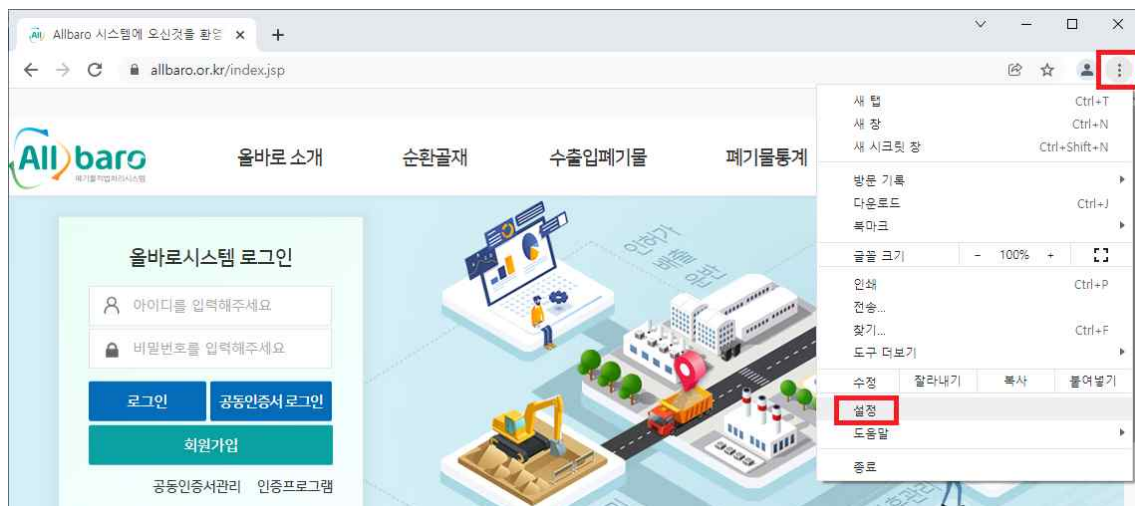 Allbaro 시스템에 오신것을 환영
allbaro.or.kr/index.jsp
Allbaro
폐기물적법처리시스템
올바로 소개
순환골재
수출입폐기물
폐기물통계
올바로시스템 로그인
아이디를 입력해주세요
비밀번호를 입력해주세요
로그인
공동인증서 로그인
회원가입
공동인증서관리 인증프로그램
인허가
배출
운반
새 탭 Ctrl+T
새 창 Ctrl+N
새 시크릿 창 Ctrl+Shift+N
방문 기록
다운로드 Ctrl+J
북마크
글꼴 크기 - 100% +
인쇄 Ctrl+P
전송...
찾기... Ctrl+F
도구 더보기
수정 잘라내기 복사 붙여넣기
설정
도움말
종료